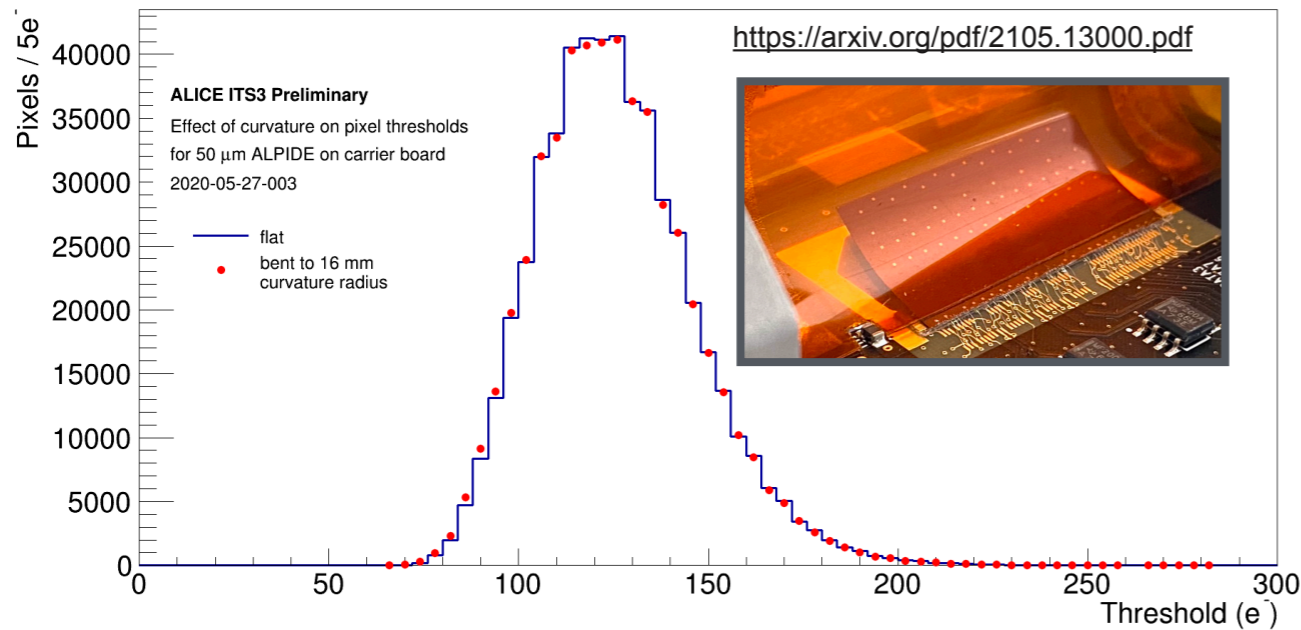 Pixels / 5e⁻
https://arxiv.org/pdf/2105.13000.pdf
ALICE ITS3 Preliminary
Effect of curvature on pixel thresholds
for 50 μm ALPIDE on carrier board
2020-05-27-003
flat
bent to 16 mm
curvature radius
40000
35000
30000
25000
20000
15000
10000
5000
0
0 50 100 150 200 250 300
Threshold (e⁻)